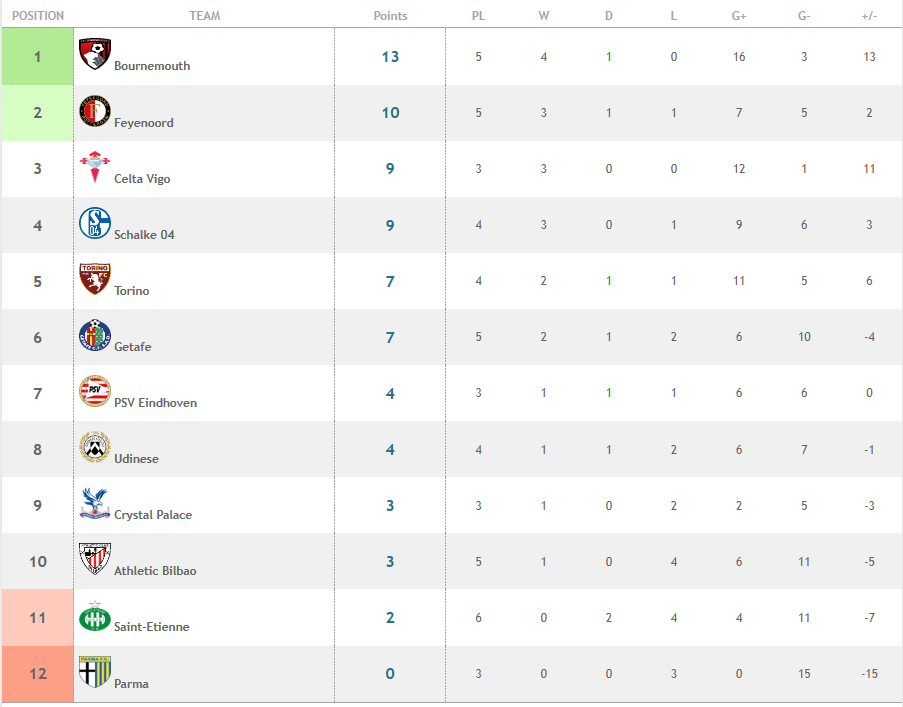 POSITION TEAM Points PL W D L G+ G- +/-
1 Bournemouth 13 5 4 1 0 16 3 13
2 Feyenoord 10 5 3 1 1 7 5 2
3 Celta Vigo 9 3 3 0 0 12 1 11
4 Schalke 04 9 4 3 0 1 9 6 3
5 Torino 7 4 2 1 1 11 5 6
6 Getafe 7 5 2 1 2 6 10 -4
7 PSV Eindhoven 4 3 1 1 1 6 6 0
8 Udinese 4 4 1 1 2 6 7 -1
9 Crystal Palace 3 3 1 0 2 2 5 -3
10 Athletic Bilbao 3 5 1 0 4 6 11 -5
11 Saint-Etienne 2 6 0 2 4 4 11 -7
12 Parma 0 3 0 0 3 0 15 -15